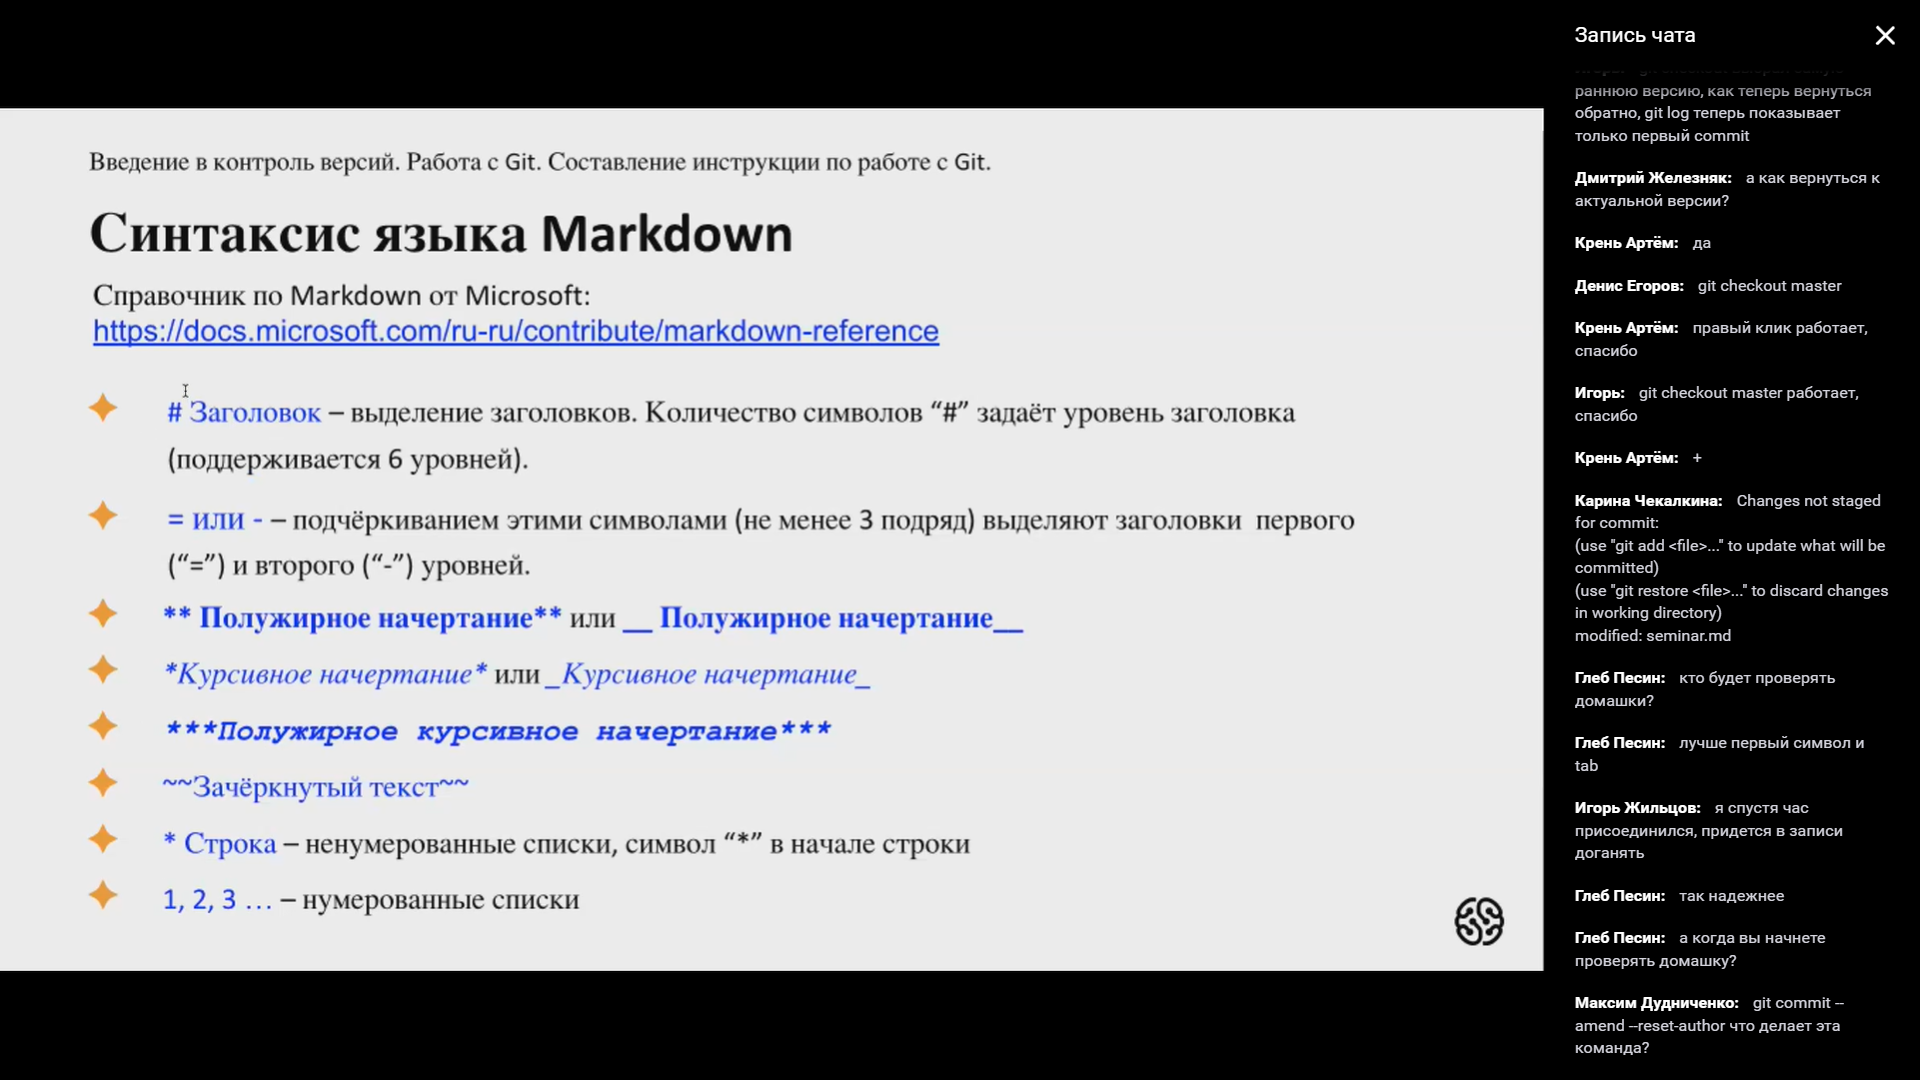 Введение в контроль версий. Работа с Git. Составление инструкции по работе с Git.
Синтаксис языка Markdown
Справочник по Markdown от Microsoft:
https://docs.microsoft.com/ru-ru/contribute/markdown-reference
# Заголовок – выделение заголовков. Количество символов “#” задаёт уровень заголовка
(поддерживается 6 уровней).
= или - – подчёркиванием этими символами (не менее 3 подряд) выделяют заголовки первого
(“=”) и второго (“-”) уровней.
** Полужирное начертание** или __ Полужирное начертание__
*Курсивное начертание* или _Курсивное начертание_
***Полужирное курсивное начертание***
~~Зачёркнутый текст~~
* Строка – ненумерованные списки, символ “*” в начале строки
1, 2, 3 … – нумерованные списки
Запись чата
раннюю версию, как теперь вернуться
обратно, git log теперь показывает
только первый commit
Дмитрий Железняк: а как вернуться к
актуальной версии?
Крень Артём: да
Денис Егоров: git checkout master
Крень Артём: правый клик работает,
спасибо
Игорь: git checkout master работает,
спасибо
Крень Артём: +
Карина Чекалкина: Changes not staged
for commit:
(use "git add <file>..." to update what will be
committed)
(use "git restore <file>..." to discard changes
in working directory)
modified: seminar.md
Глеб Песин: кто будет проверять
домашки?
Глеб Песин: лучше первый символ и
tab
Игорь Жильцов: я спустя час
присоединился, придется в записи
доганять
Глеб Песин: так надежнее
Глеб Песин: а когда вы начнете
проверять домашку?
Максим Дудниченко: git commit --
amend --reset-author что делает эта
команда?